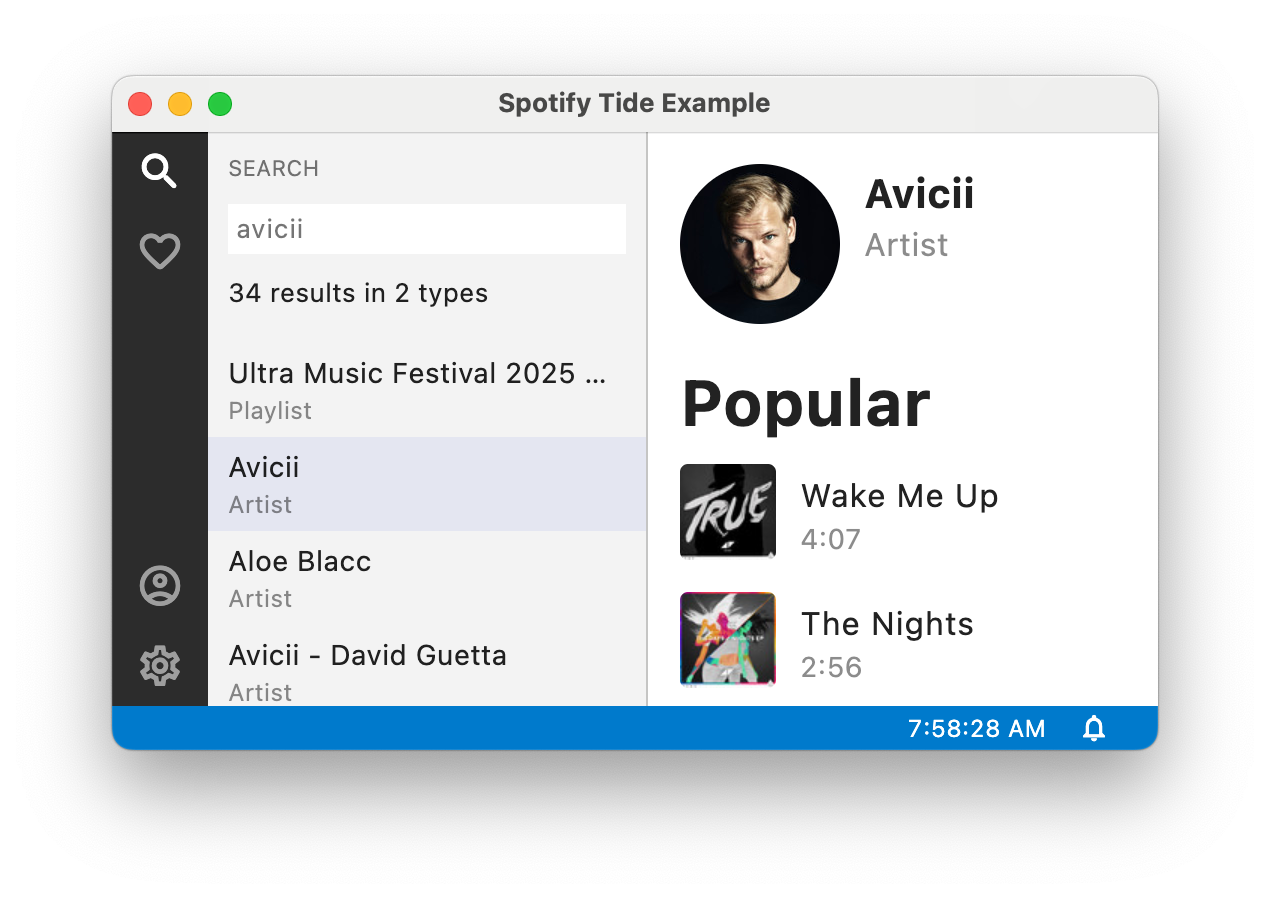 Spotify Tide Example
SEARCH
avicii
34 results in 2 types
Ultra Music Festival 2025 ...
Playlist
Avicii
Artist
Aloe Blacc
Artist
Avicii - David Guetta
Artist
Avicii
Artist
Popular
TRUE
Wake Me Up
4:07
The Nights
2:56
7:58:28 AM